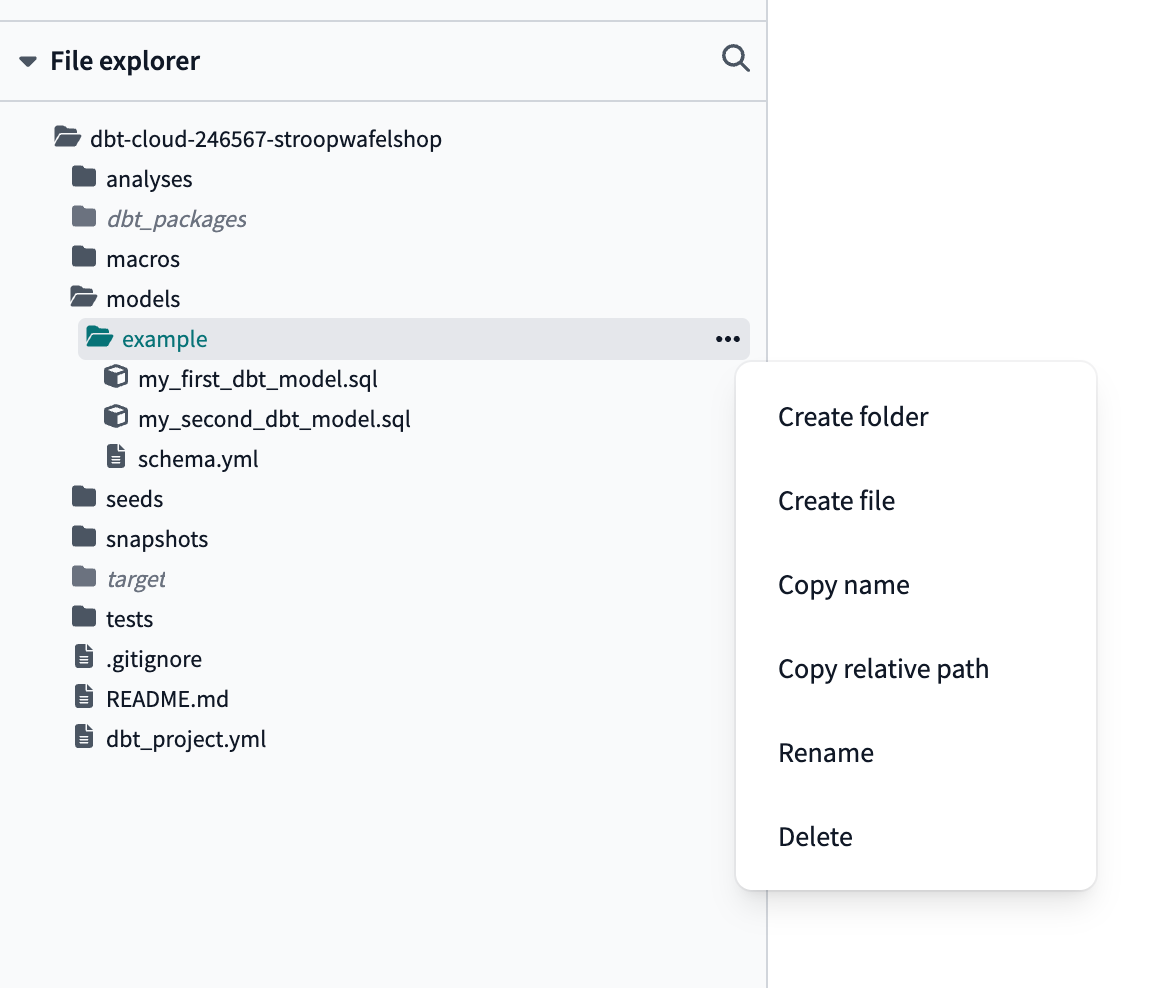 File explorer
dbt-cloud-246567-stroopwafelshop
analyses
dbt_packages
macros
models
example
my_first_dbt_model.sql
my_second_dbt_model.sql
schema.yml
seeds
snapshots
target
tests
.gitignore
README.md
dbt_project.yml
Create folder
Create file
Copy name
Copy relative path
Rename
Delete